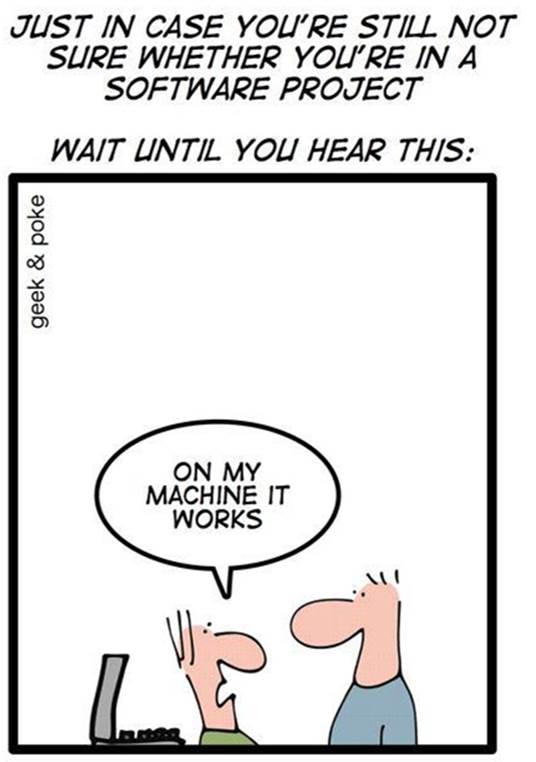 JUST IN CASE YOU'RE STILL NOT
SURE WHETHER YOU'RE IN A
SOFTWARE PROJECT
WAIT UNTIL YOU HEAR THIS:
geek & poke
ON MY
MACHINE IT
WORKS